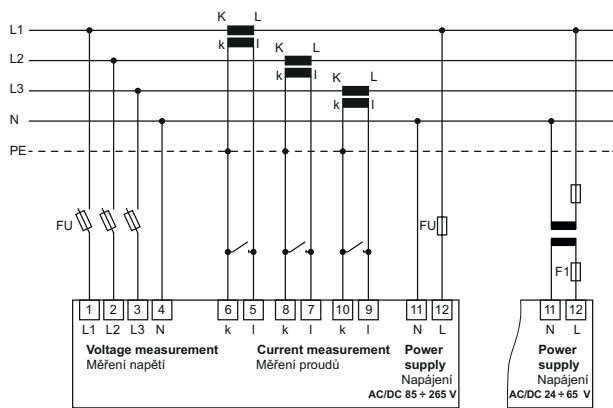 K L
L1
k l
K L
L2
k l
K L
L3
k l
N
PE
FU FU F1
1 2 3 4 6 5 8 7 10 9 11 12 11 12
L1 L2 L3 N k l k l k l N L N L
Voltage measurement
Měření napětí
Current measurement
Měření proudů
Power
supply
Napájení
AC/DC 85 ÷ 265 V
Power
supply
Napájení
AC/DC 24 ÷ 65 V